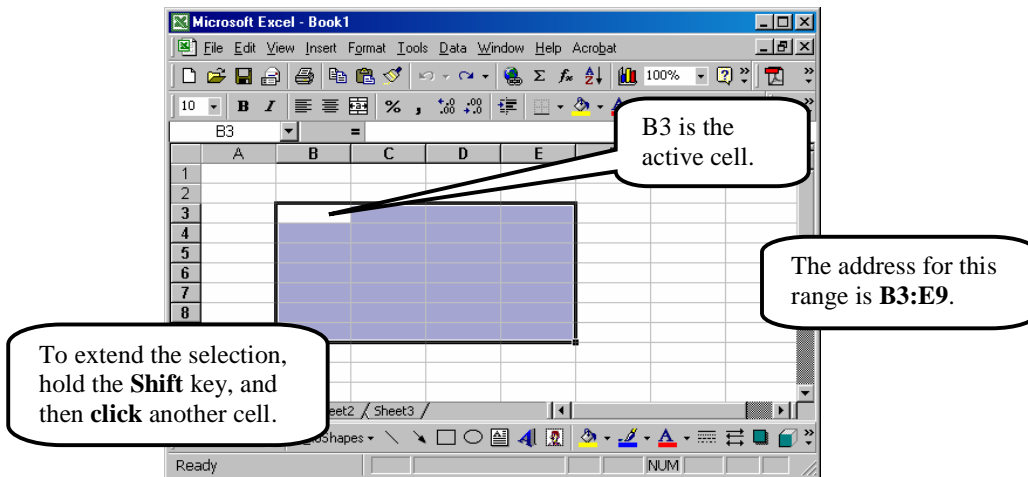 Microsoft Excel - Book1
File Edit View Insert Format Tools Data Window Help Acrobat
100%
10 B I % ,
B3 =
B3 is the
active cell.
A B C D E
1
2
3
4
5
6
7
8
The address for this
range is B3:E9.
To extend the selection,
hold the Shift key, and
then click another cell.
Sheet3
Ready NUM